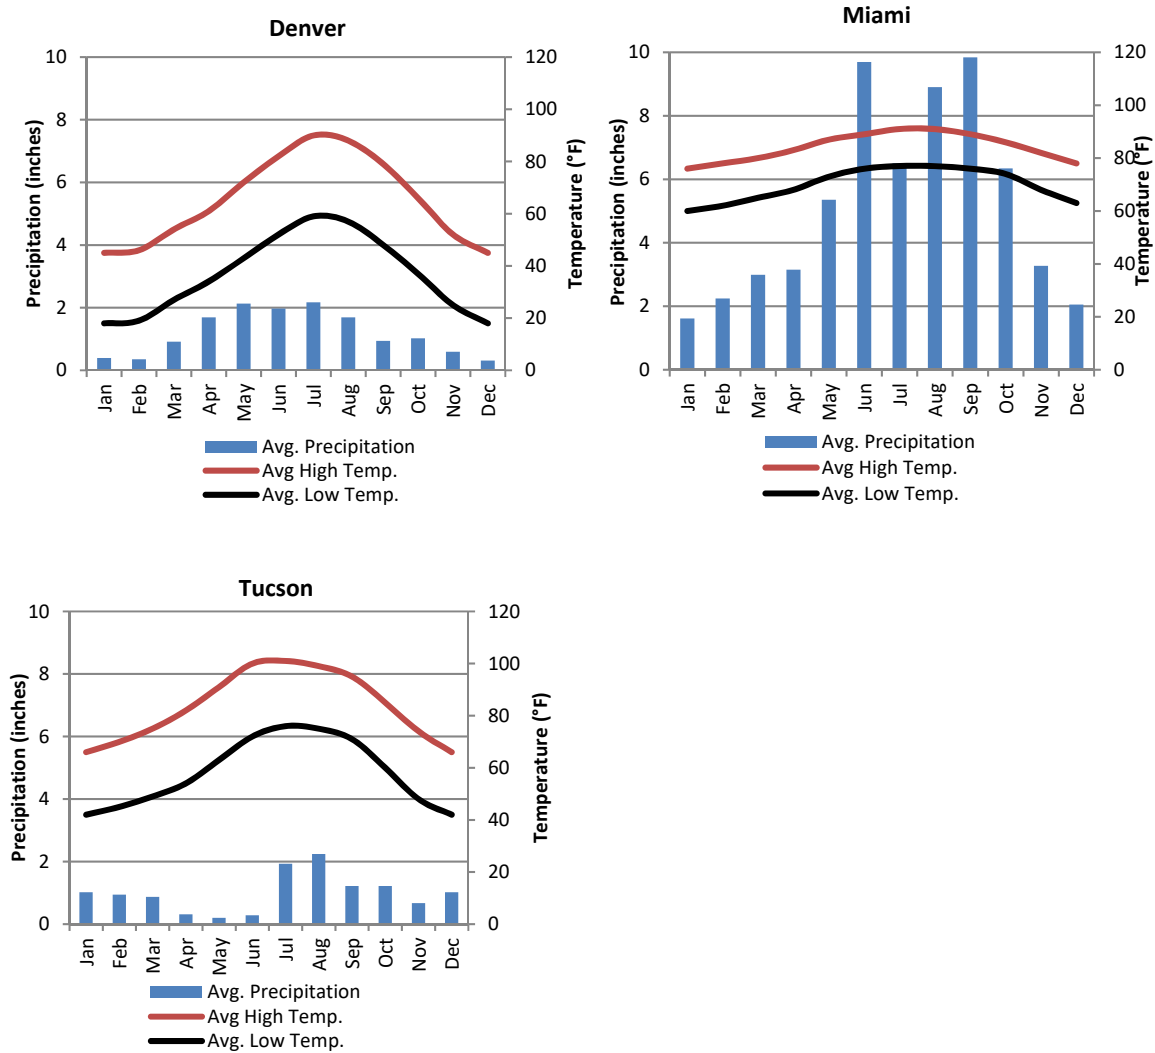 Denver
10
8
6
4
2
0
Precipitation (inches)
120
100
80
60
40
20
0
Temperature (°F)
Jan
Feb
Mar
Apr
May
Jun
Jul
Aug
Sep
Oct
Nov
Dec
Avg. Precipitation
Avg High Temp.
Avg. Low Temp.
Miami
10
8
6
4
2
0
Precipitation (inches)
120
100
80
60
40
20
0
Temperature (°F)
Jan
Feb
Mar
Apr
May
Jun
Jul
Aug
Sep
Oct
Nov
Dec
Avg. Precipitation
Avg High Temp.
Avg. Low Temp.
Tucson
10
8
6
4
2
0
Precipitation (inches)
120
100
80
60
40
20
0
Temperature (°F)
Jan
Feb
Mar
Apr
May
Jun
Jul
Aug
Sep
Oct
Nov
Dec
Avg. Precipitation
Avg High Temp.
Avg. Low Temp.